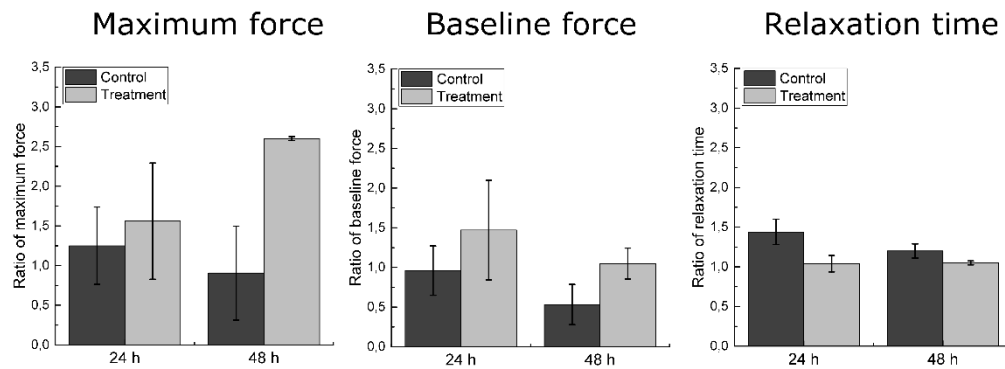 Maximum force
Baseline force
Relaxation time
Ratio of maximum force
3,5
3,0
2,5
2,0
1,5
1,0
0,5
0,0
Control
Treatment
24 h
48 h
Ratio of baseline force
3,5
3,0
2,5
2,0
1,5
1,0
0,5
0,0
Control
Treatment
24 h
48 h
Ratio of relaxation time
3,5
3,0
2,5
2,0
1,5
1,0
0,5
0,0
Control
Treatment
24 h
48 h